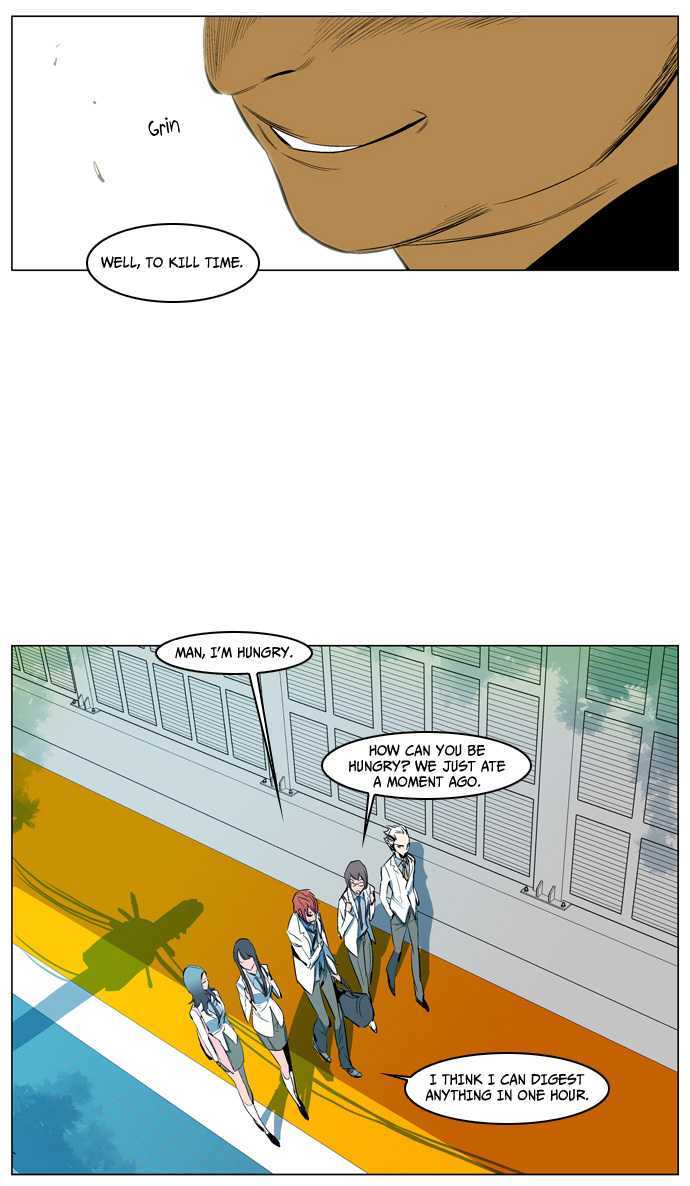 Grin
WELL, TO KILL TIME.
MAN, I'M HUNGRY.
HOW CAN YOU BE
HUNGRY? WE JUST ATE
A MOMENT AGO.
I THINK I CAN DIGEST
ANYTHING IN ONE HOUR.